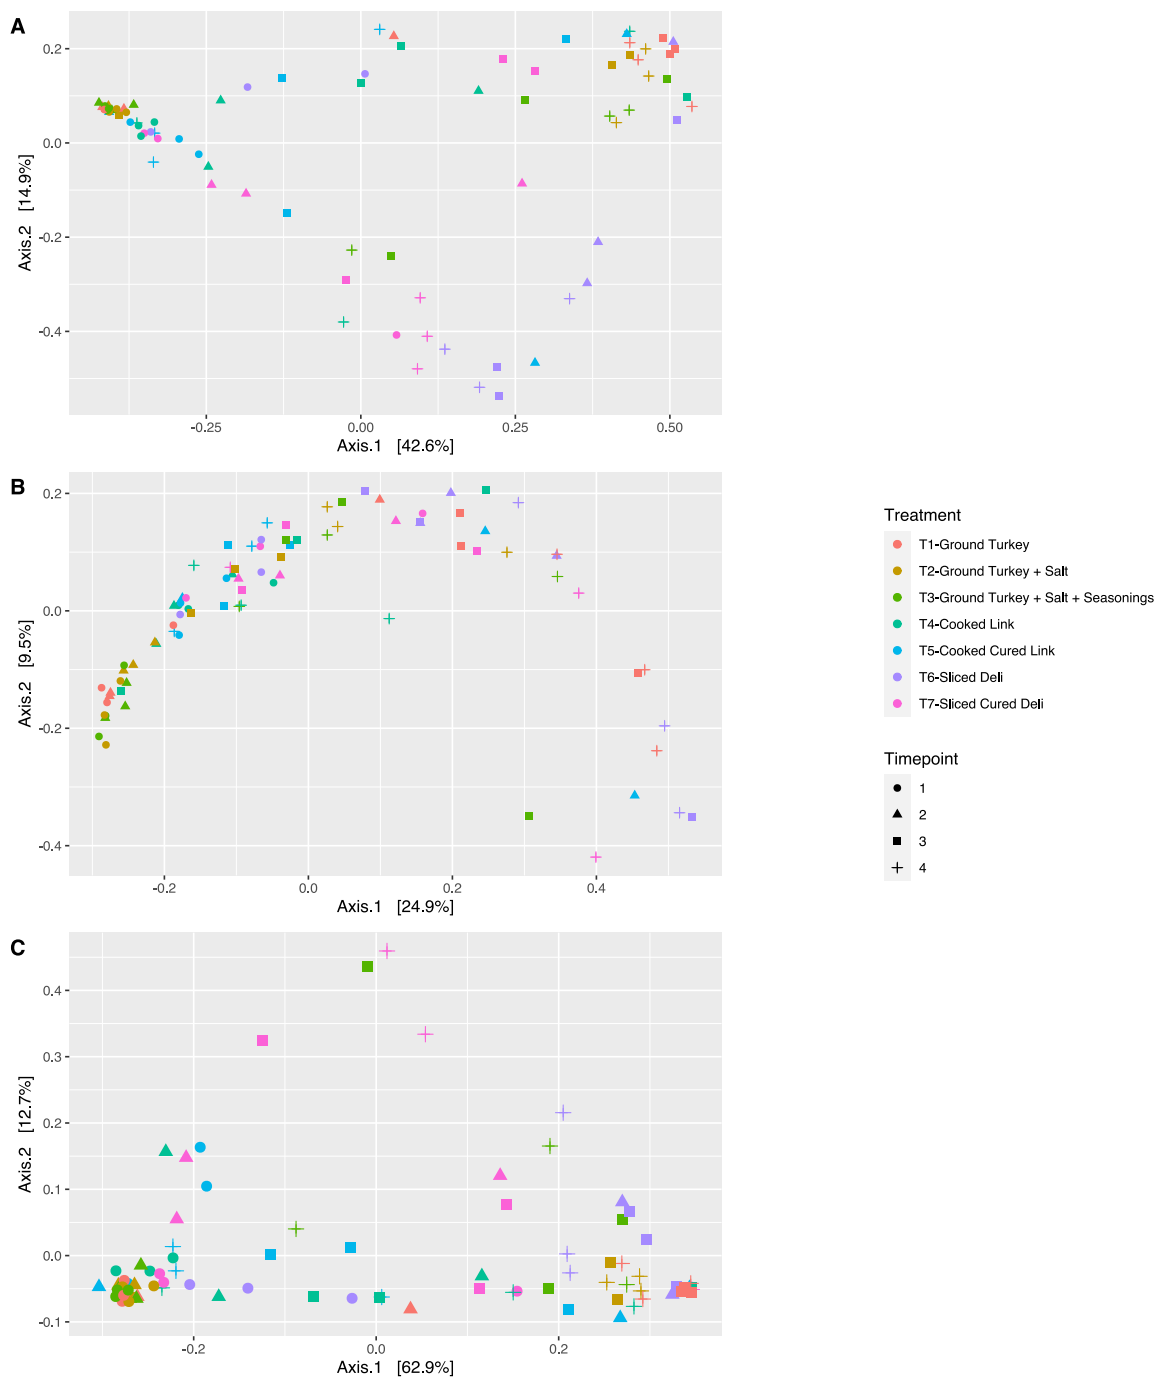 A
0.2
0.0
-0.2
-0.4
Axis.2 [14.9%]
-0.25
0.00
0.25
0.50
Axis.1 [42.6%]
B
0.2
0.0
-0.2
-0.4
Axis.2 [9.5%]
-0.2
0.0
0.2
0.4
Axis.1 [24.9%]
C
0.4
0.3
0.2
0.1
0.0
-0.1
Axis.2 [12.7%]
-0.2
0.0
0.2
Axis.1 [62.9%]
Treatment
T1-Ground Turkey
T2-Ground Turkey + Salt
T3-Ground Turkey + Salt + Seasonings
T4-Cooked Link
T5-Cooked Cured Link
T6-Sliced Deli
T7-Sliced Cured Deli
Timepoint
1
2
3
4